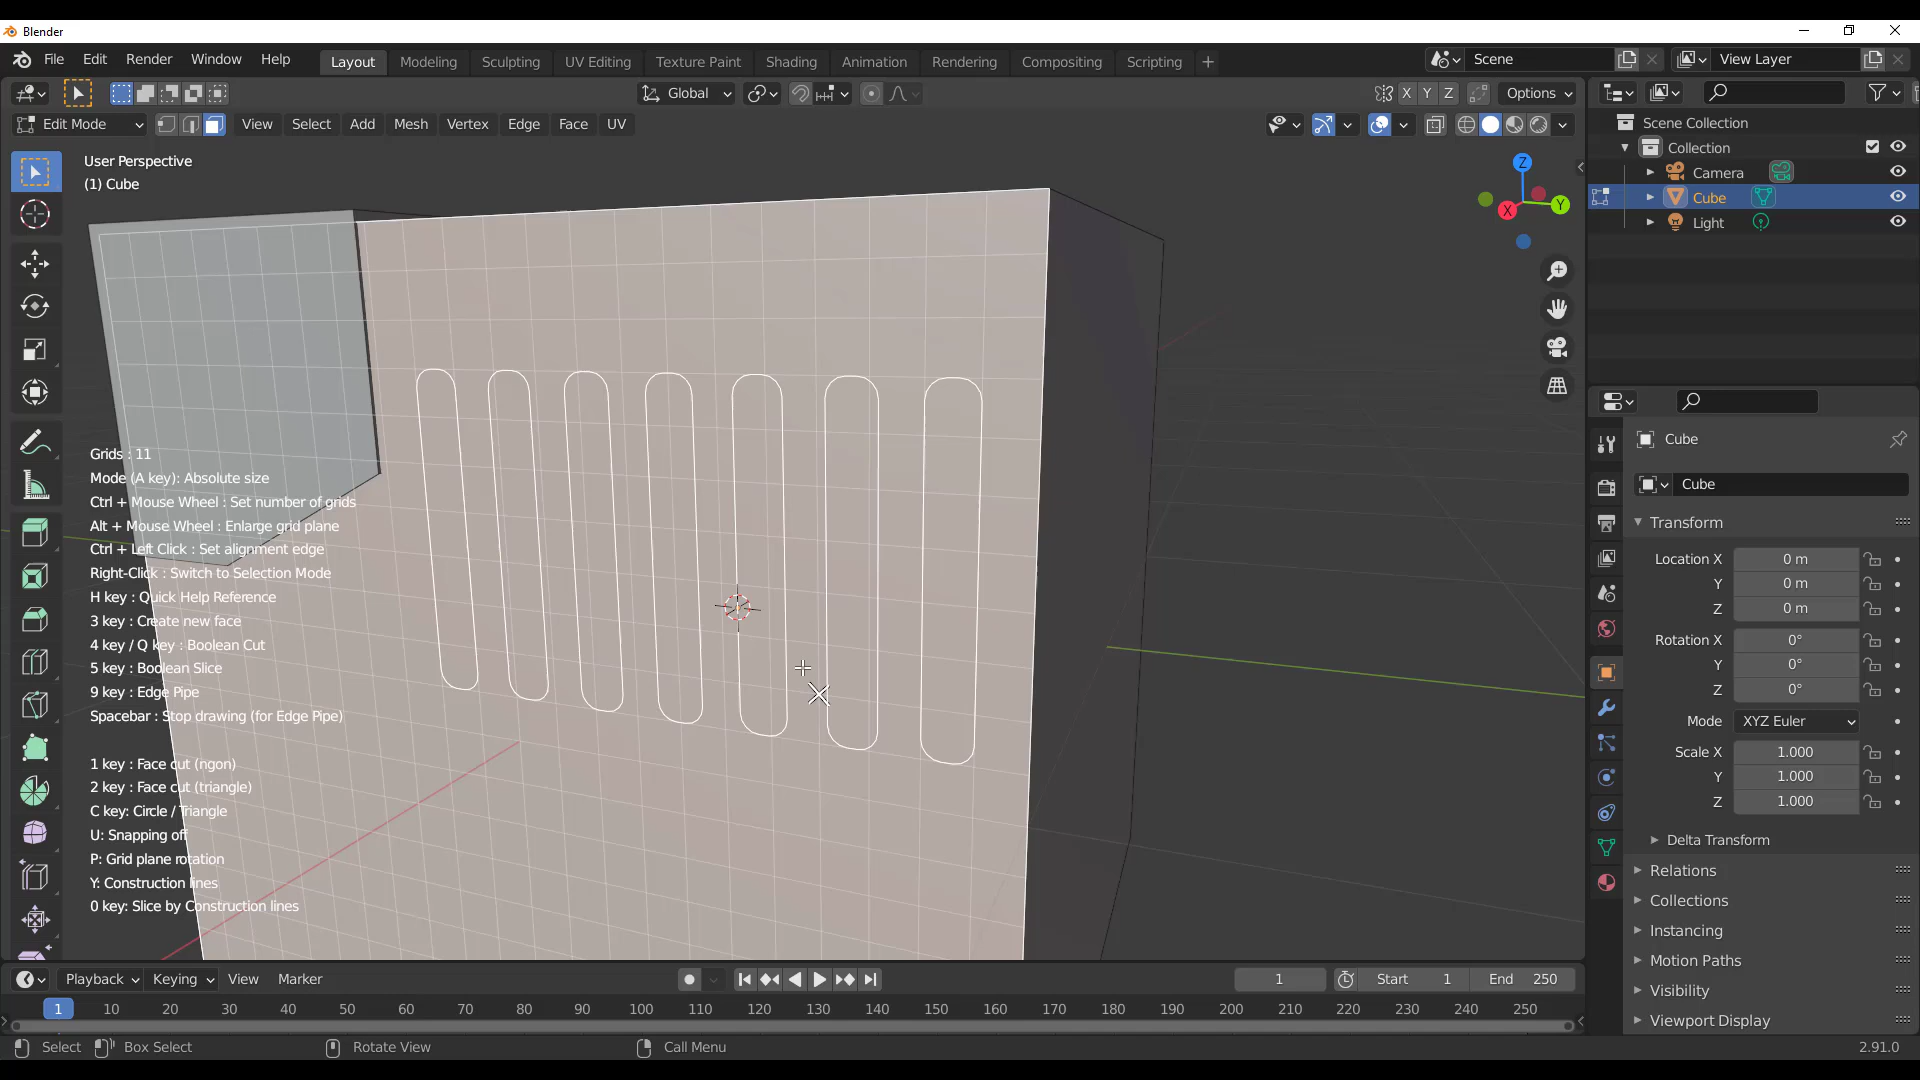 Blender
File Edit Render Window Help Layout Modeling Sculpting UV Editing Texture Paint Shading Animation Rendering Compositing Scripting + Scene View Layer
Global X Y Z Options
Edit Mode View Select Add Mesh Vertex Edge Face UV
User Perspective
(1) Cube
Z
X
Y
Grids : 11
Mode (A key): Absolute size
Ctrl + Mouse Wheel : Set number of grids
Alt + Mouse Wheel : Enlarge grid plane
Ctrl + Left Click : Set alignment edge
Right-Click : Switch to Selection Mode
H key : Quick Help Reference
3 key : Create new face
4 key / Q key : Boolean Cut
5 key : Boolean Slice
9 key : Edge Pipe
Spacebar : Stop drawing (for Edge Pipe)
1 key : Face cut (ngon)
2 key : Face cut (triangle)
C key: Circle / Triangle
U: Snapping off
P: Grid plane rotation
Y: Construction lines
0 key: Slice by Construction lines
Scene Collection
Collection
Camera
Cube
Light
Cube
Cube
Transform
Location X 0 m
Y 0 m
Z 0 m
Rotation X 0°
Y 0°
Z 0°
Mode XYZ Euler
Scale X 1.000
Y 1.000
Z 1.000
Delta Transform
Relations
Collections
Instancing
Motion Paths
Visibility
Viewport Display
Playback Keying View Marker 1 Start 1 End 250
1 10 20 30 40 50 60 70 80 90 100 110 120 130 140 150 160 170 180 190 200 210 220 230 240 250
Select Box Select Rotate View Call Menu 2.91.0